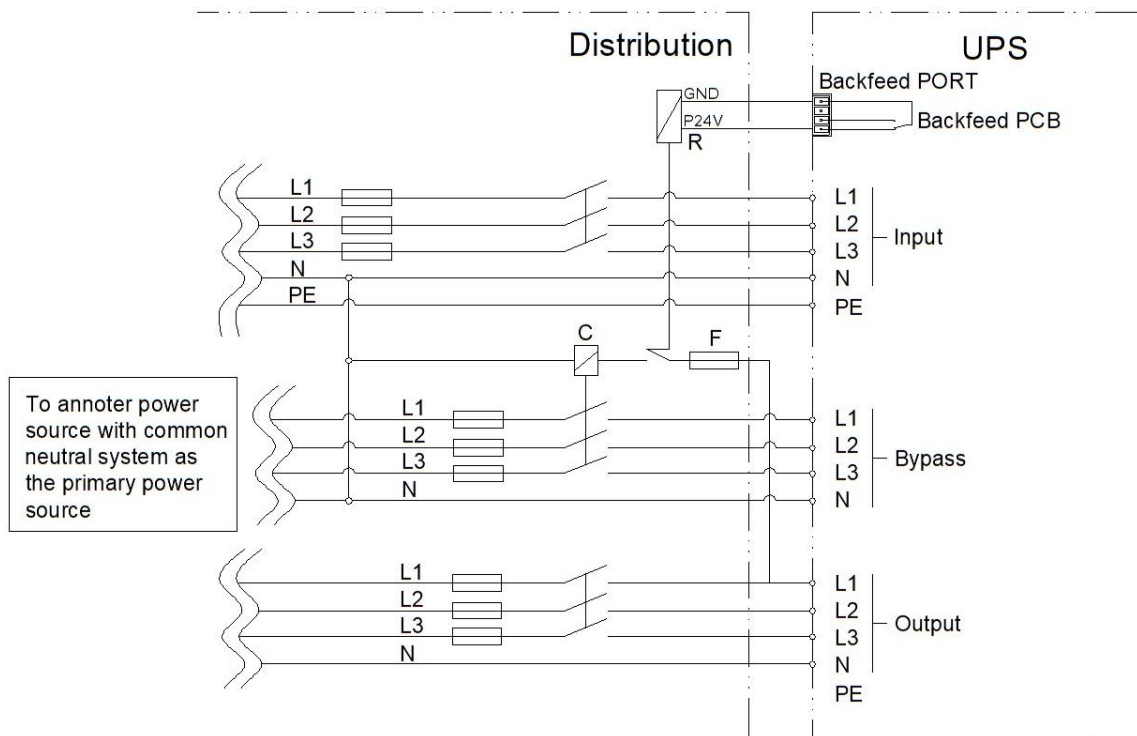 Distribution
UPS
Backfeed PORT
GND
P24V
Backfeed PCB
R
L1
L1
L2
L2
Input
L3
L3
N
N
PE
PE
C
F
To annoter power
source with common
neutral system as
the primary power
source
L1
L1
L2
L2
Bypass
L3
L3
N
N
L1
L1
L2
L2
Output
L3
L3
N
N
PE